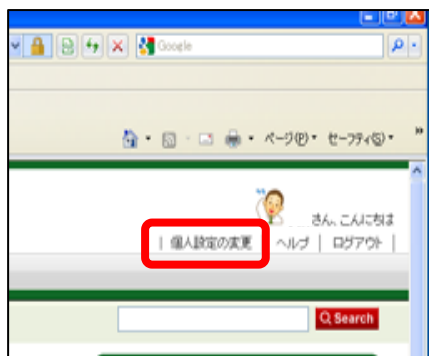 Google
ページ(P)▼ セーフティ(S)▼ »
さん、こんにちは
| 個人設定の変更 ヘルプ | ログアウト |
Search